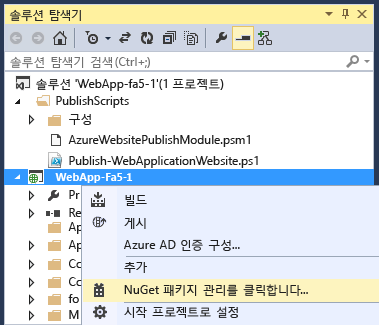 솔루션 탐색기
솔루션 탐색기 검색(Ctrl+;)
솔루션 'WebApp-fa5-1'(1 프로젝트)
PublishScripts
구성
AzureWebsitePublishModule.psm1
Publish-WebApplicationWebsite.ps1
WebApp-Fa5-1
Pr
빌드
Re
게시
Ap
Azure AD 인증 구성...
Ap
Co
추가
Co
NuGet 패키지 관리를 클릭합니다...
fo
M
시작 프로젝트로 설정